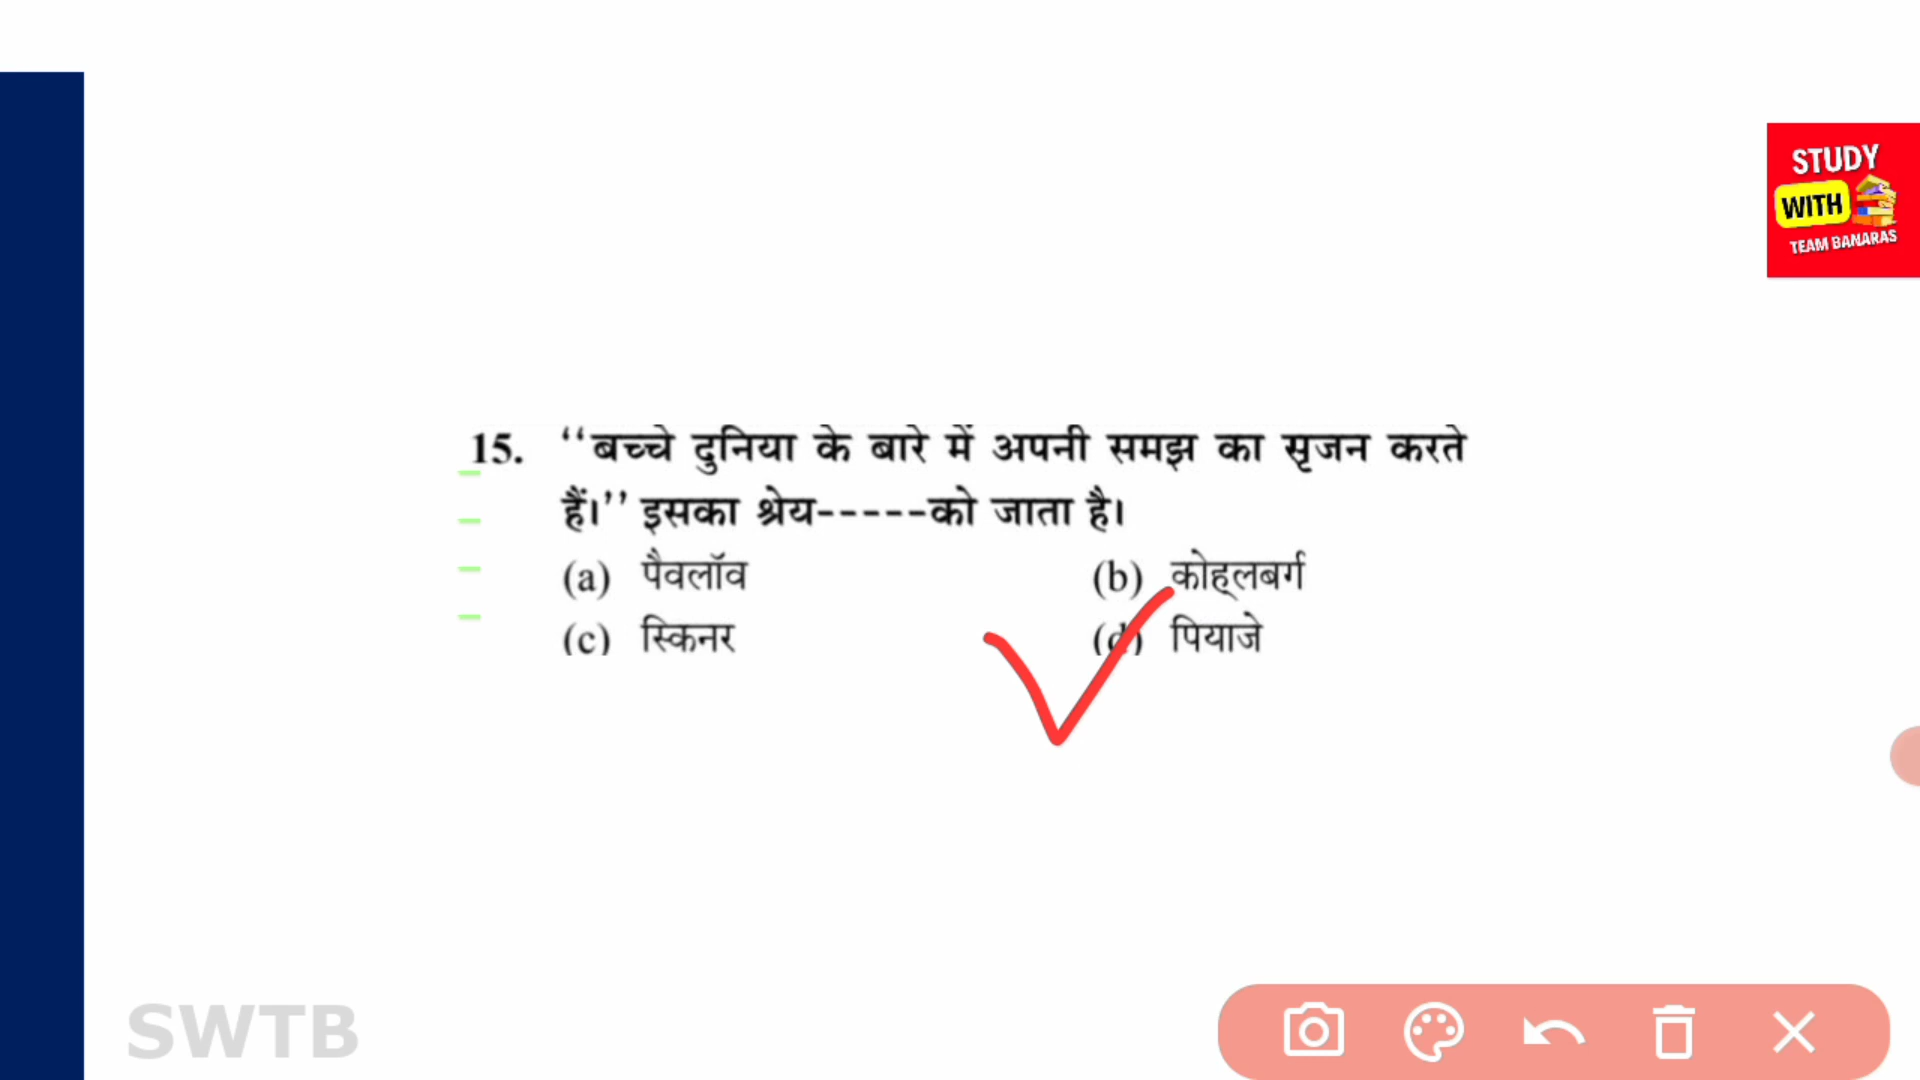 STUDY
WITH
TEAM BANARAS
15. ‘‘बच्चे दुनिया के बारे में अपनी समझ का सृजन करते
हैं।’’ इसका श्रेय-----को जाता है।
(a) पैवलॉव (b) कोह्लबर्ग
(c) स्किनर (d) पियाजे
SWTB